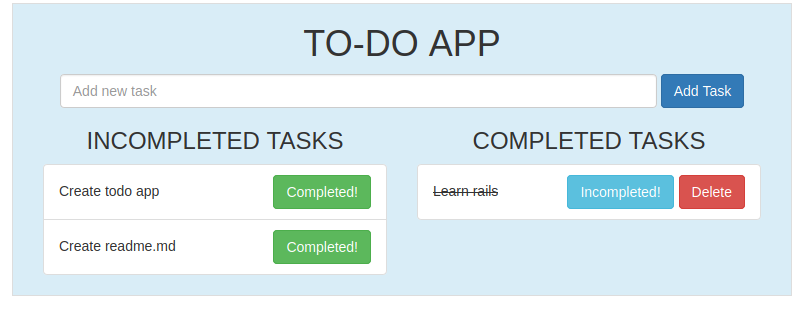 TO-DO APP
Add new task
Add Task
INCOMPLETED TASKS
Create todo app
Completed!
Create readme.md
Completed!
COMPLETED TASKS
Learn rails
Incompleted!
Delete